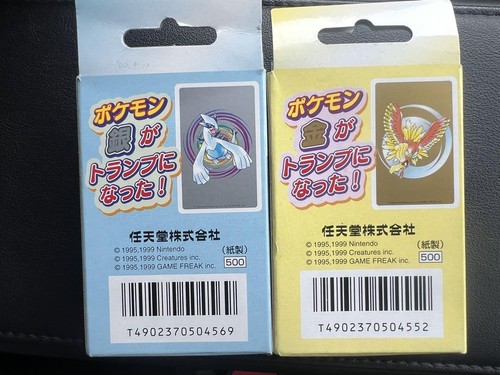 ポケモン
銀が
トランプに
なった!
任天堂株式会社
© 1995,1999 Nintendo
© 1995,1999 Creatures inc.
© 1995,1999 GAME FREAK inc.
(紙製)
500
T4902370504569
ポケモン
金が
トランプに
なった!
任天堂株式会社
© 1995,1999 Nintendo
© 1995,1999 Creatures inc.
© 1995,1999 GAME FREAK inc.
(紙製)
500
T4902370504552